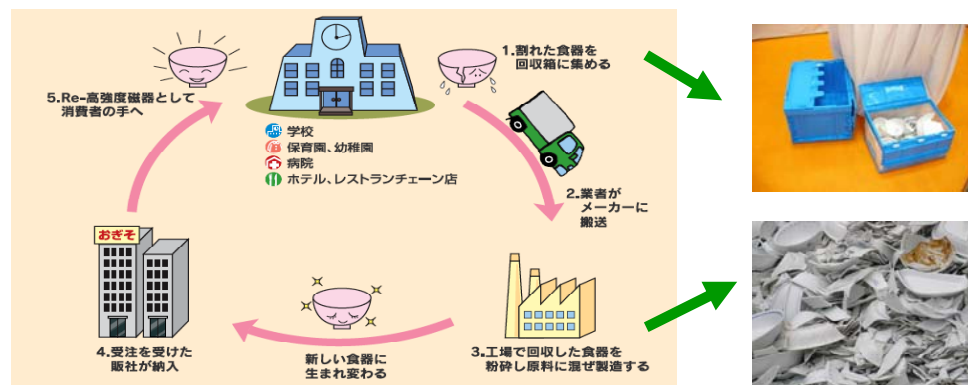 1.割れた食器を
回収箱に集める
5.Re-高強度磁器として
消費者の手へ
学校
保育園、幼稚園
病院
ホテル、レストランチェーン店
2.業者が
メーカーに
搬送
おぎそ
4.受注を受けた
販社が納入
新しい食器に
生まれ変わる
3.工場で回収した食器を
粉砕し原料に混ぜ製造する